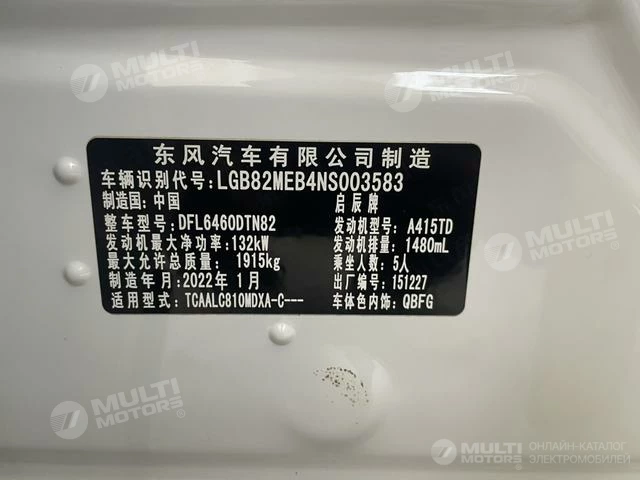 MULTI MOTORS®
MULTI MOTORS®
东风汽车有限公司制造
车辆识别代号:LGB82MEB4NS003583
制造国:中国 启辰牌
整车型号:DFL6460DTN82 发动机型号:A415TD
发动机最大净功率:132kW 发动机排量:1480mL
最大允许总质量: 1915kg 乘坐人数:5人
制造年月:2022年1月 出厂编号:151227
适用型号:TCAALC810MDXA-C--- 车体色内饰:QBFG
MULTI MOTORS®
MULTI MOTORS®
MULTI MOTORS® ОНЛАЙН-КАТАЛОГ ЭЛЕКТРОМОБИЛЕЙ